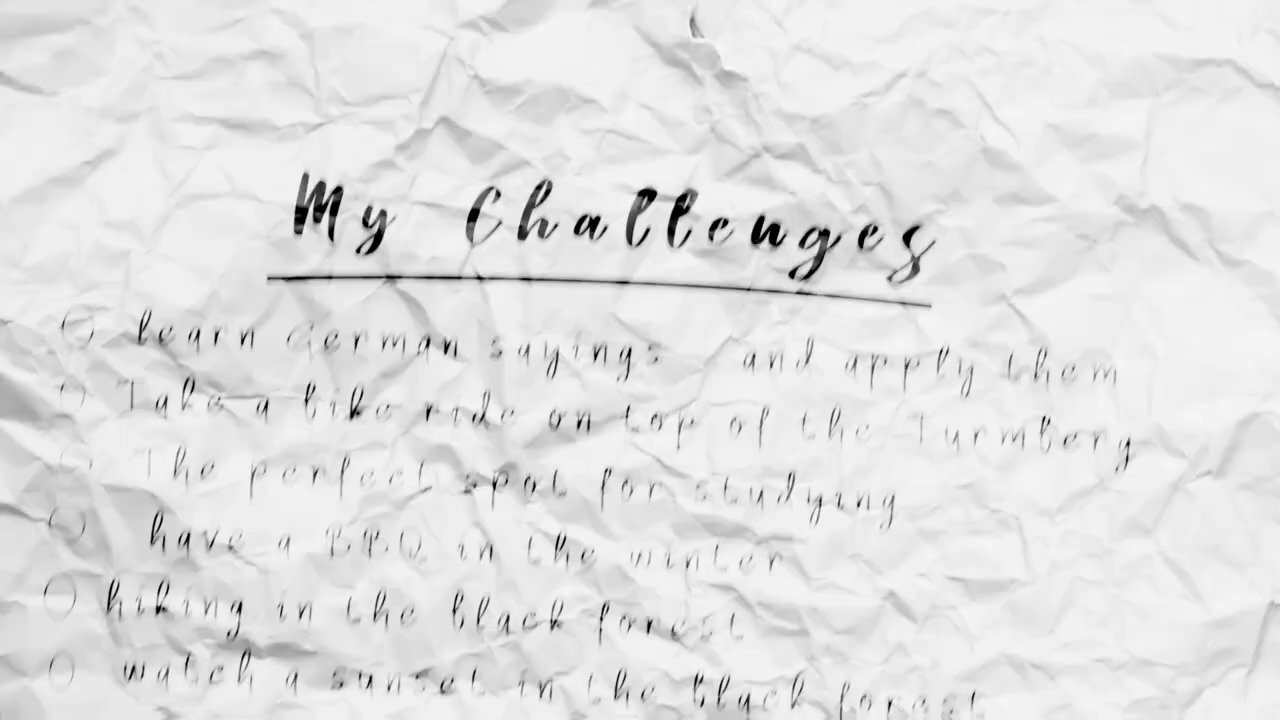 My Challenges
learn German sayings and apply them
Take a bike ride on top of the Turmberg
The perfect spot for studying
have a BBQ in the winter
hiking in the black forest
watch a sunset in the black forest